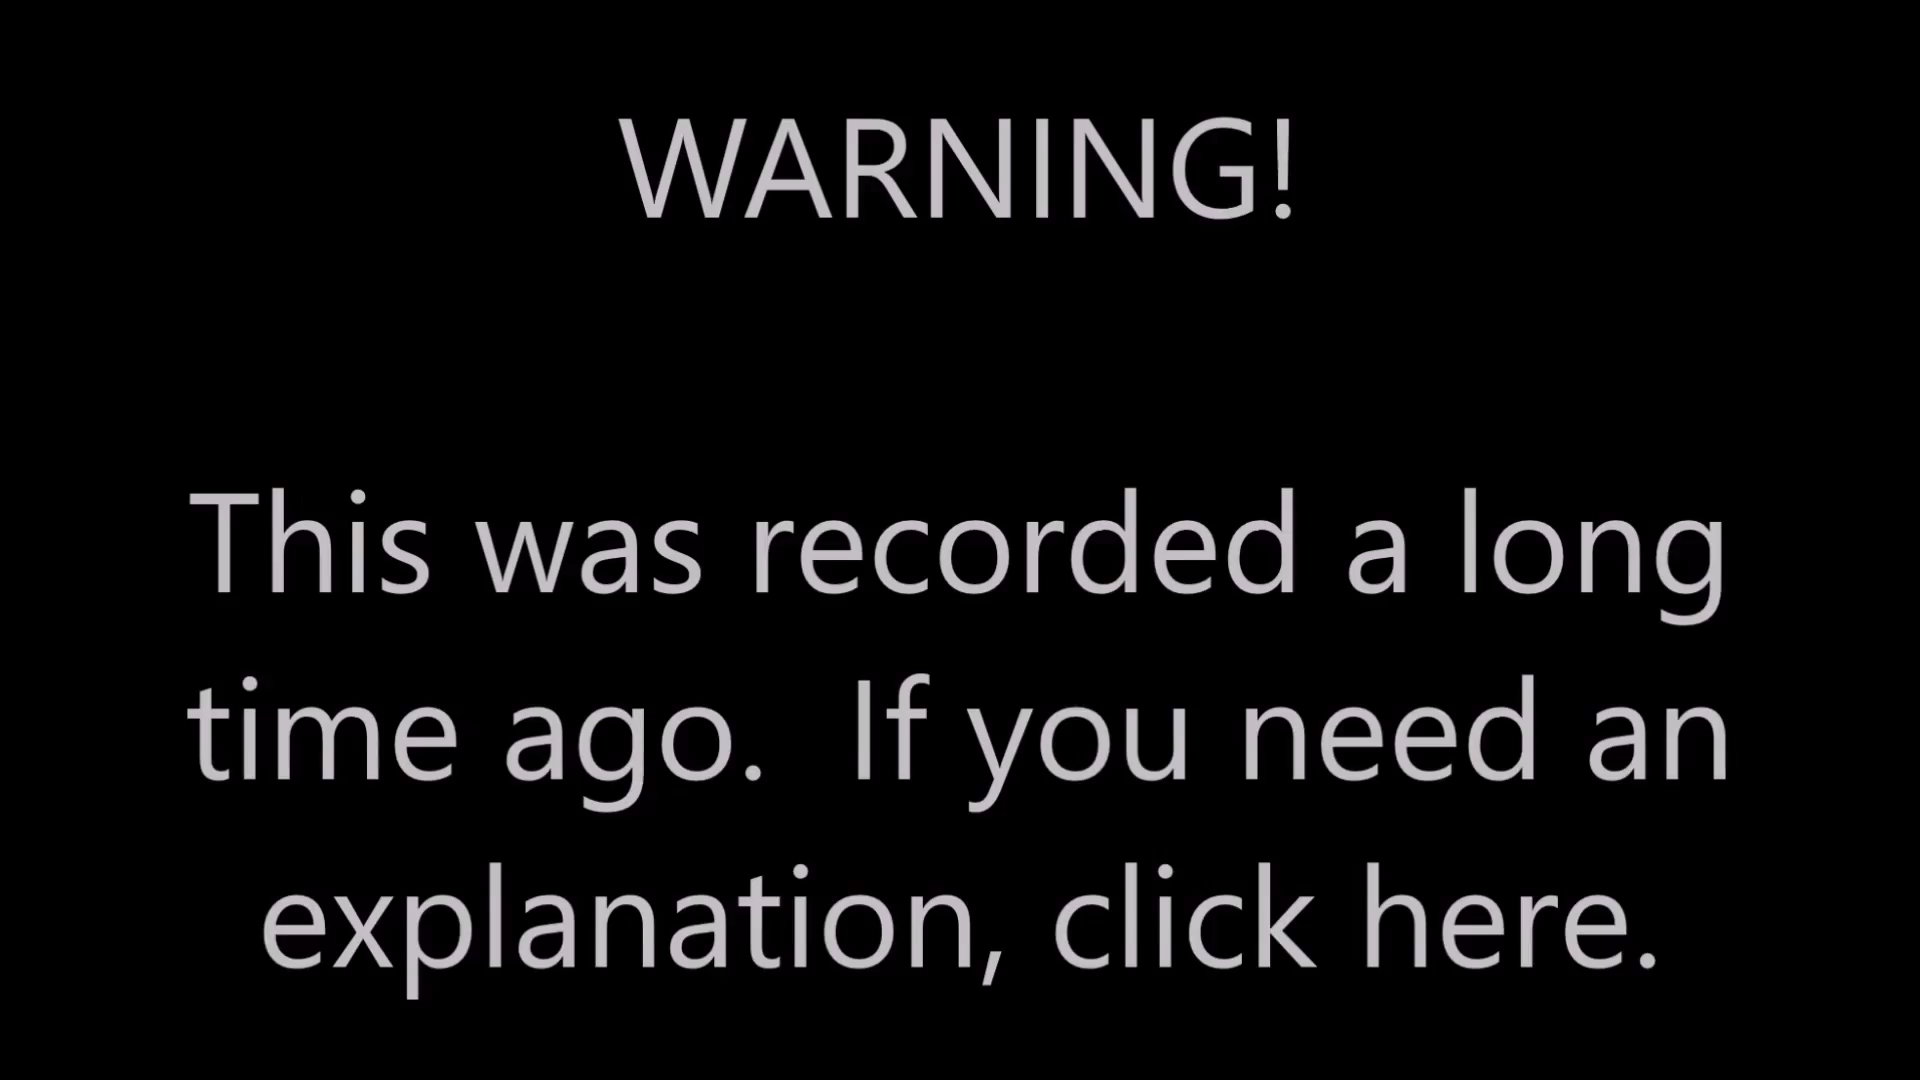 WARNING!
This was recorded a long
time ago.  If you need an
explanation, click here.